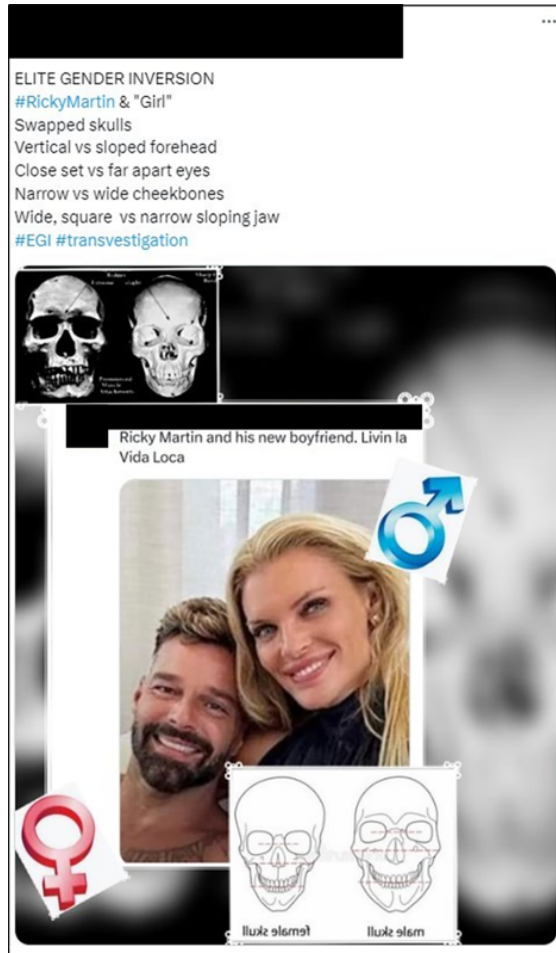 ELITE GENDER INVERSION
#RickyMartin & "Girl"
Swapped skulls
Vertical vs sloped forehead
Close set vs far apart eyes
Narrow vs wide cheekbones
Wide, square vs narrow sloping jaw
#EGI #transvestigation
Ricky Martin and his new boyfriend. Livin la
Vida Loca
female skull
male skull